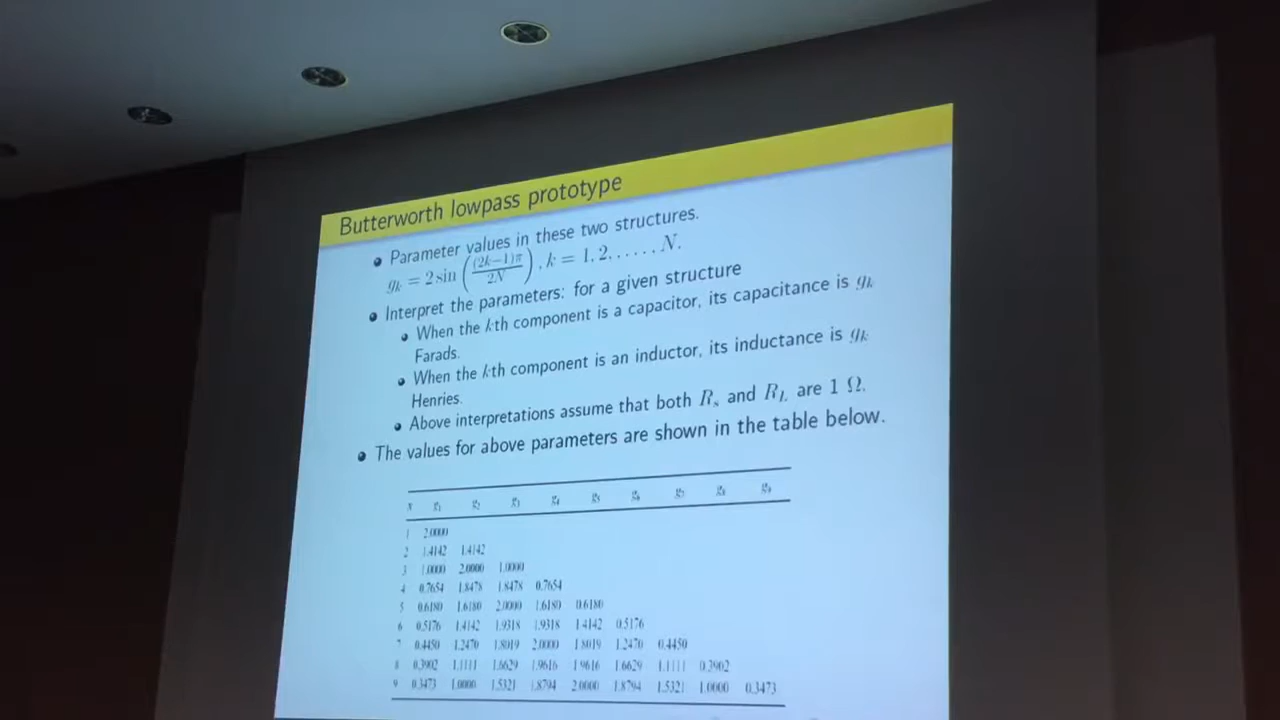 Butterworth lowpass prototype
Parameter values in these two structures.
g_k = 2 sin ((2k−1)π / 2N), k = 1, 2, ......, N.
Interpret the parameters: for a given structure
When the kth component is a capacitor, its capacitance is g_k
Farads.
When the kth component is an inductor, its inductance is g_k
Henries.
Above interpretations assume that both R_s and R_L are 1 Ω.
The values for above parameters are shown in the table below.
N g1 g2 g3 g4 g5 g6 g7 g8 g9
1 2.0000
2 1.4142 1.4142
3 1.0000 2.0000 1.0000
4 0.7654 1.8478 1.8478 0.7654
5 0.6180 1.6180 2.0000 1.6180 0.6180
6 0.5176 1.4142 1.9318 1.9318 1.4142 0.5176
7 0.4450 1.2470 1.8019 2.0000 1.8019 1.2470 0.4450
8 0.3902 1.1111 1.6629 1.9616 1.9616 1.6629 1.1111 0.3902
9 0.3473 1.0000 1.5321 1.8794 2.0000 1.8794 1.5321 1.0000 0.3473